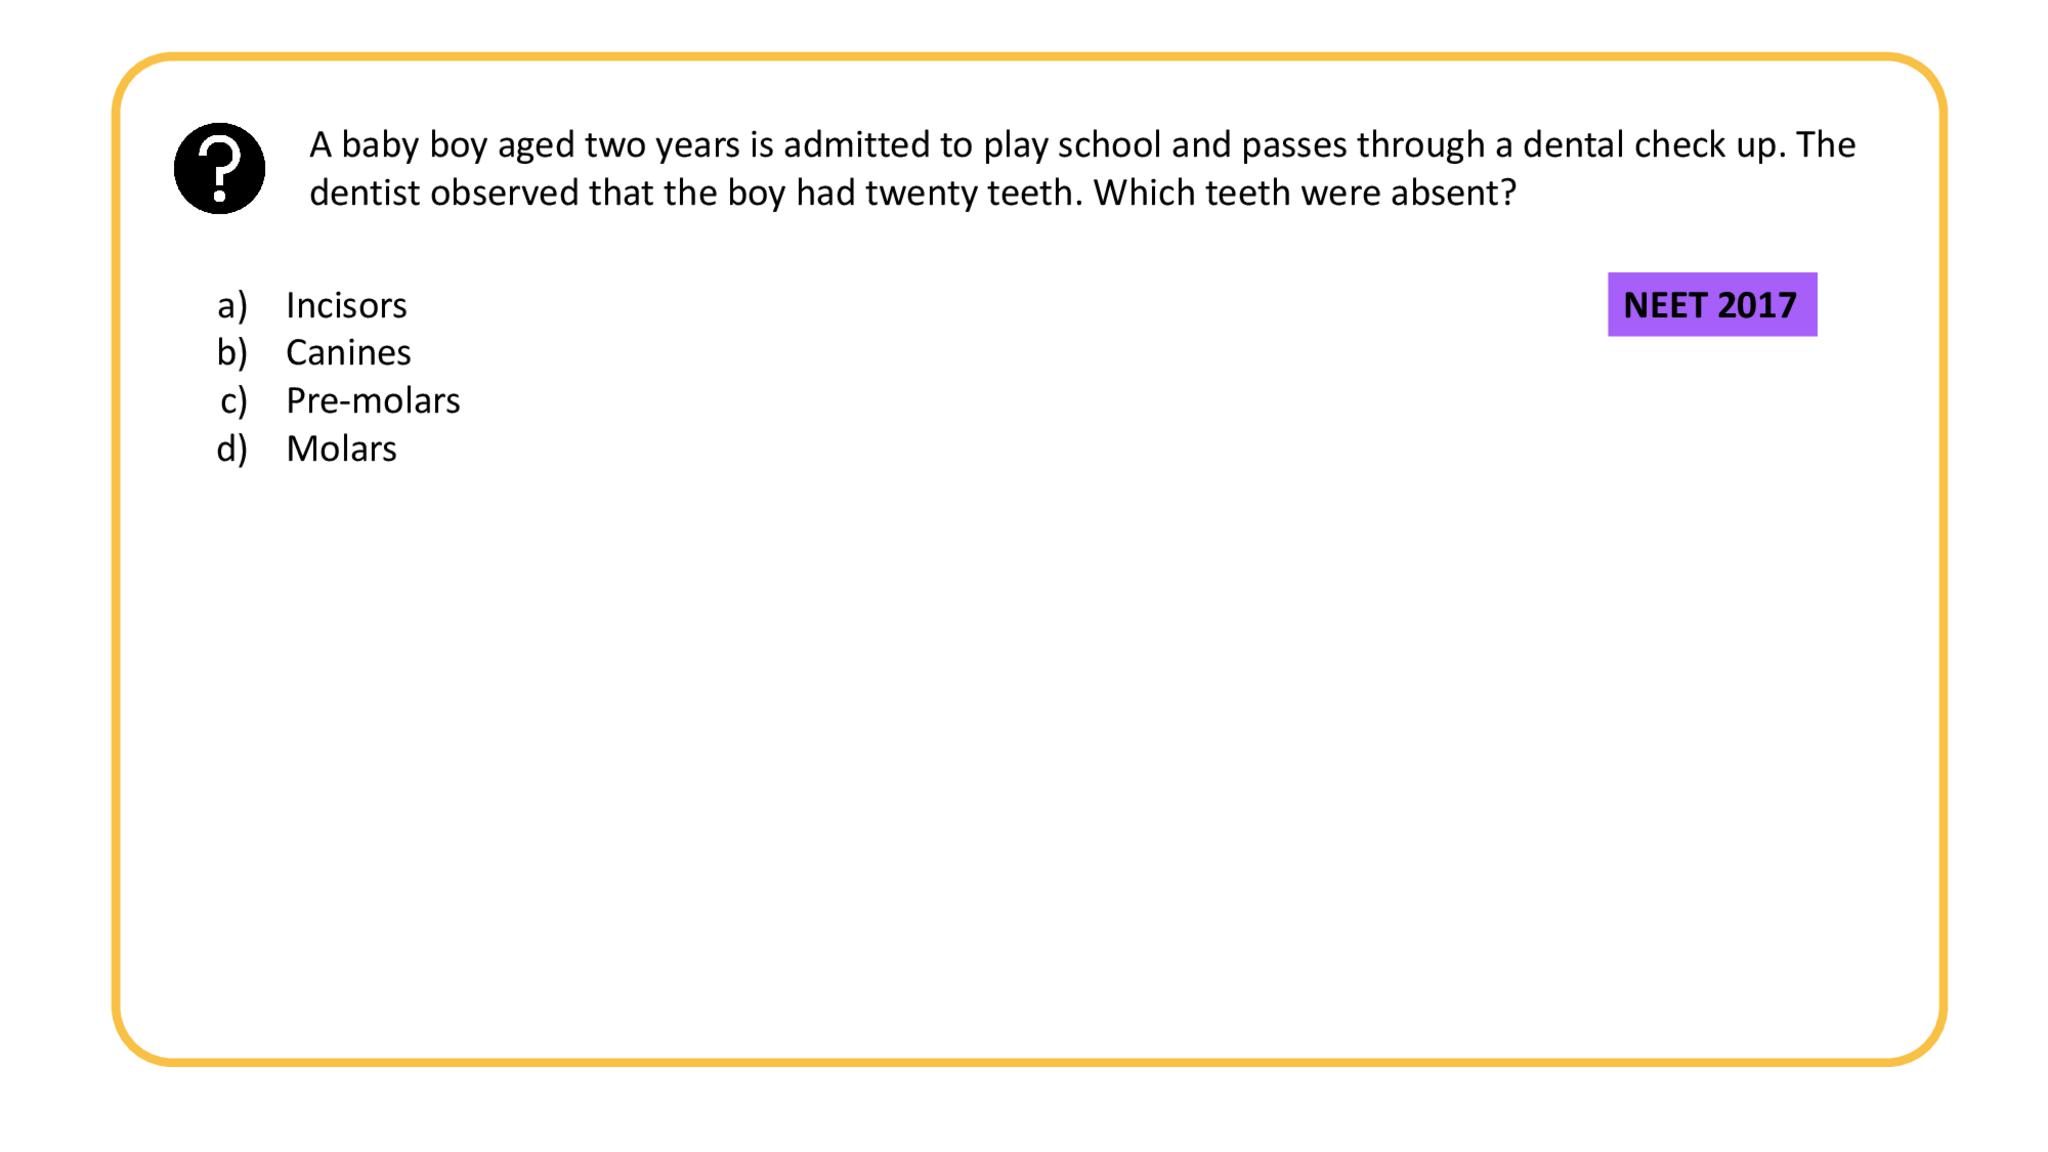 A baby boy aged two years is admitted to play school and passes through a dental check up. The
dentist observed that the boy had twenty teeth. Which teeth were absent?
a) Incisors
NEET 2017
b) Canines
c) Pre-molars
d) Molars